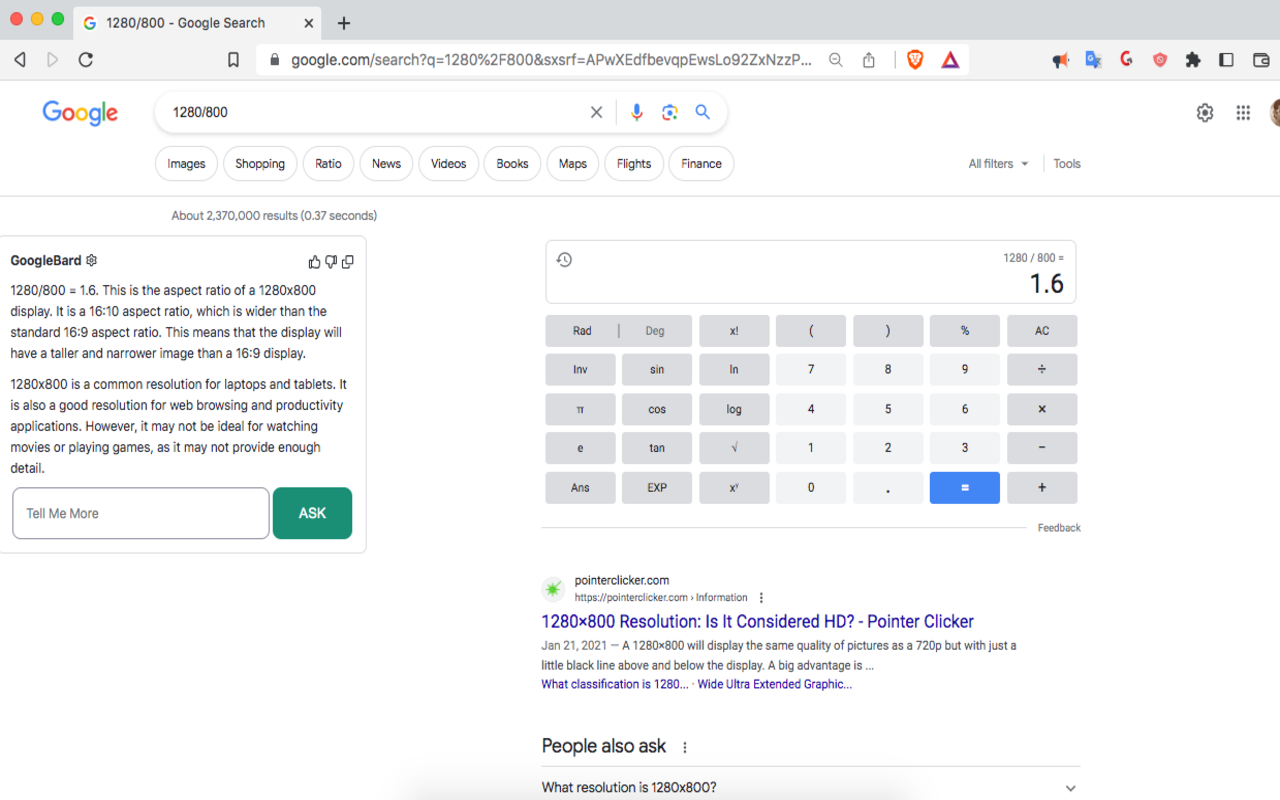 1280/800 - Google Search
google.com/search?q=1280%2F800&sxsrf=APwXEdfbevqpEwsLo92ZxNzzP...
Google
1280/800
Images
Shopping
Ratio
News
Videos
Books
Maps
Flights
Finance
All filters
Tools
About 2,370,000 results (0.37 seconds)
GoogleBard
1280/800 = 1.6. This is the aspect ratio of a 1280x800
display. It is a 16:10 aspect ratio, which is wider than the
standard 16:9 aspect ratio. This means that the display will
have a taller and narrower image than a 16:9 display.
1280x800 is a common resolution for laptops and tablets. It
is also a good resolution for web browsing and productivity
applications. However, it may not be ideal for watching
movies or playing games, as it may not provide enough
detail.
Tell Me More
ASK
1280 / 800 =
1.6
Rad | Deg x! ( ) % AC
Inv sin ln 7 8 9 ÷
π cos log 4 5 6 ×
e tan √ 1 2 3 −
Ans EXP xʸ 0 . = +
Feedback
pointerclicker.com
https://pointerclicker.com › Information
1280×800 Resolution: Is It Considered HD? - Pointer Clicker
Jan 21, 2021 — A 1280×800 will display the same quality of pictures as a 720p but with just a
little black line above and below the display. A big advantage is ...
What classification is 1280... · Wide Ultra Extended Graphic...
People also ask
What resolution is 1280x800?